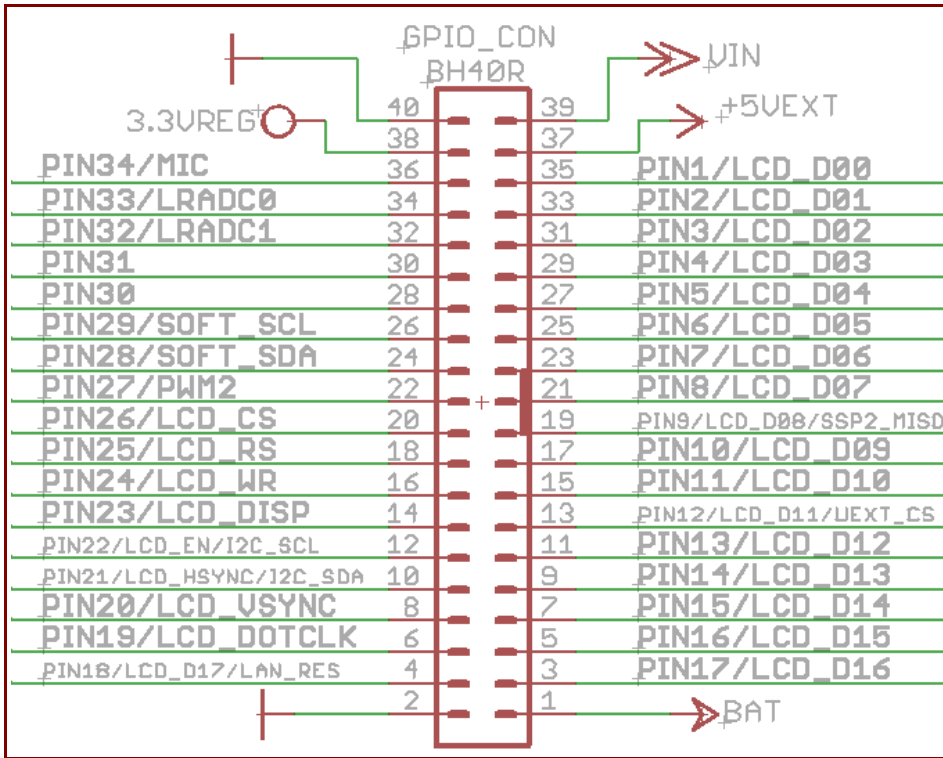 GPIO_CON
BH40R
VIN
40 39
3.3VREG +5VEXT
38 37
PIN34/MIC 36 35 PIN1/LCD_D00
PIN33/LRADC0 34 33 PIN2/LCD_D01
PIN32/LRADC1 32 31 PIN3/LCD_D02
PIN31 30 29 PIN4/LCD_D03
PIN30 28 27 PIN5/LCD_D04
PIN29/SOFT_SCL 26 25 PIN6/LCD_D05
PIN28/SOFT_SDA 24 23 PIN7/LCD_D06
PIN27/PWM2 22 21 PIN8/LCD_D07
PIN26/LCD_CS 20 19 PIN9/LCD_D08/SSP2_MISO
PIN25/LCD_RS 18 17 PIN10/LCD_D09
PIN24/LCD_WR 16 15 PIN11/LCD_D10
PIN23/LCD_DISP 14 13 PIN12/LCD_D11/UEXT_CS
PIN22/LCD_EN/I2C_SCL 12 11 PIN13/LCD_D12
PIN21/LCD_HSYNC/I2C_SDA 10 9 PIN14/LCD_D13
PIN20/LCD_VSYNC 8 7 PIN15/LCD_D14
PIN19/LCD_DOTCLK 6 5 PIN16/LCD_D15
PIN18/LCD_D17/LAN_RES 4 3 PIN17/LCD_D16
2 1 BAT